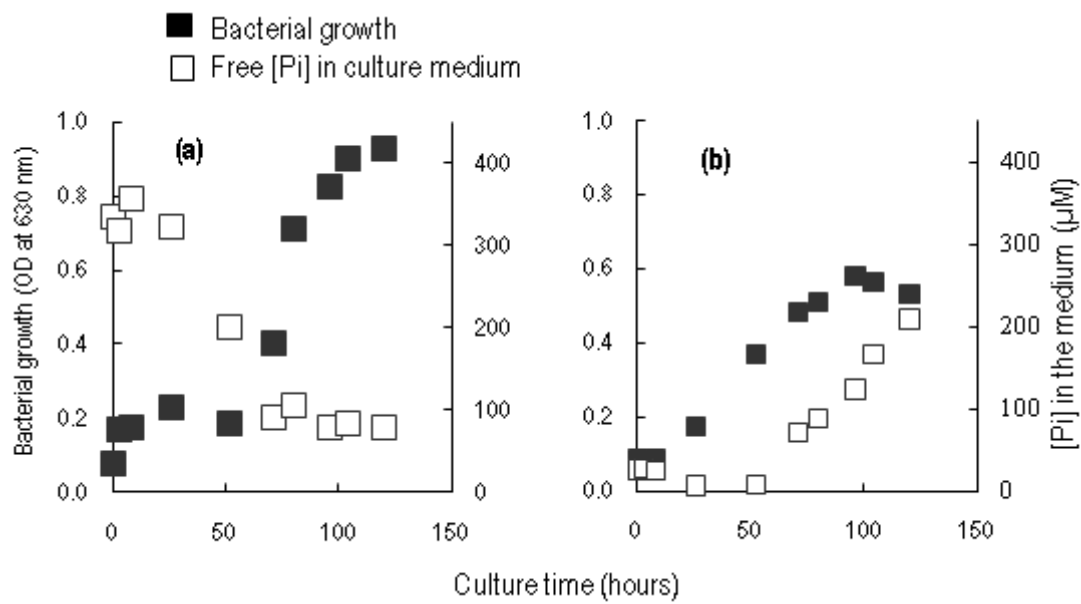 Bacterial growth
Free [Pi] in culture medium
(a)
(b)
Bacterial growth (OD at 630 nm)
1.0
0.8
0.6
0.4
0.2
0.0
400
300
200
100
0
1.0
0.8
0.6
0.4
0.2
0.0
400
300
200
100
0
[Pi] in the medium (µM)
0 50 100 150
0 50 100 150
Culture time (hours)